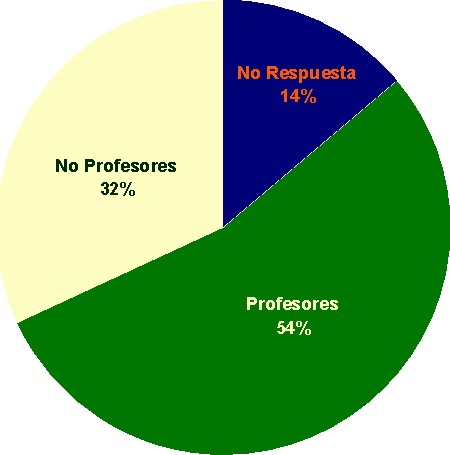 No Respuesta
14%
No Profesores
32%
Profesores
54%